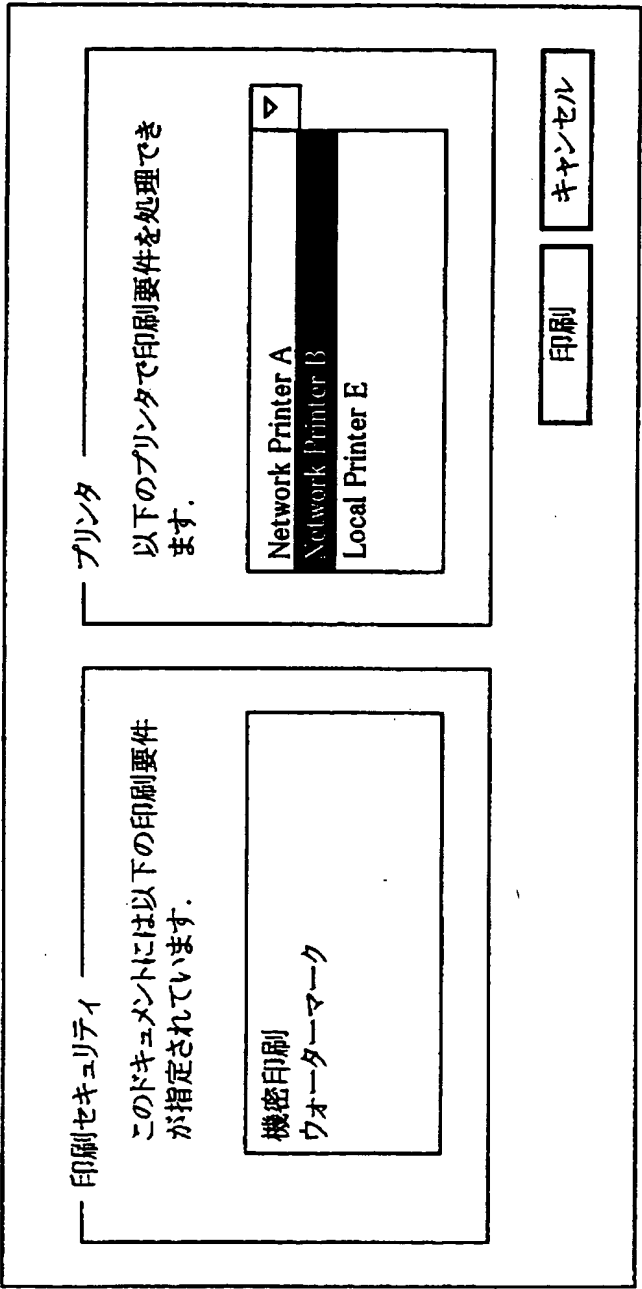 印刷セキュリティ
このドキュメントには以下の印刷要件
が指定されています.
機密印刷
ウォーターマーク
プリンタ
以下のプリンタで印刷要件を処理でき
ます.
Network Printer A
Network Printer B
Local Printer E
印刷
キャンセル